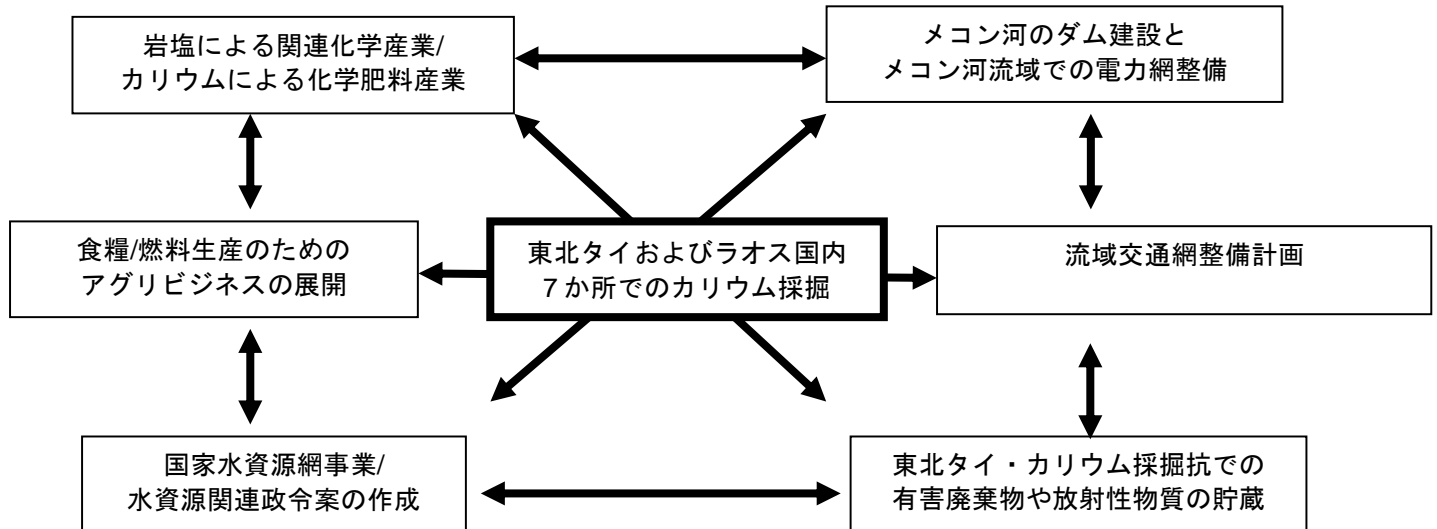 岩塩による関連化学産業/
カリウムによる化学肥料産業
メコン河のダム建設と
メコン河流域での電力網整備
食糧/燃料生産のための
アグリビジネスの展開
東北タイおよびラオス国内
７か所でのカリウム採掘
流域交通網整備計画
国家水資源網事業/
水資源関連政令案の作成
東北タイ・カリウム採掘抗での
有害廃棄物や放射性物質の貯蔵